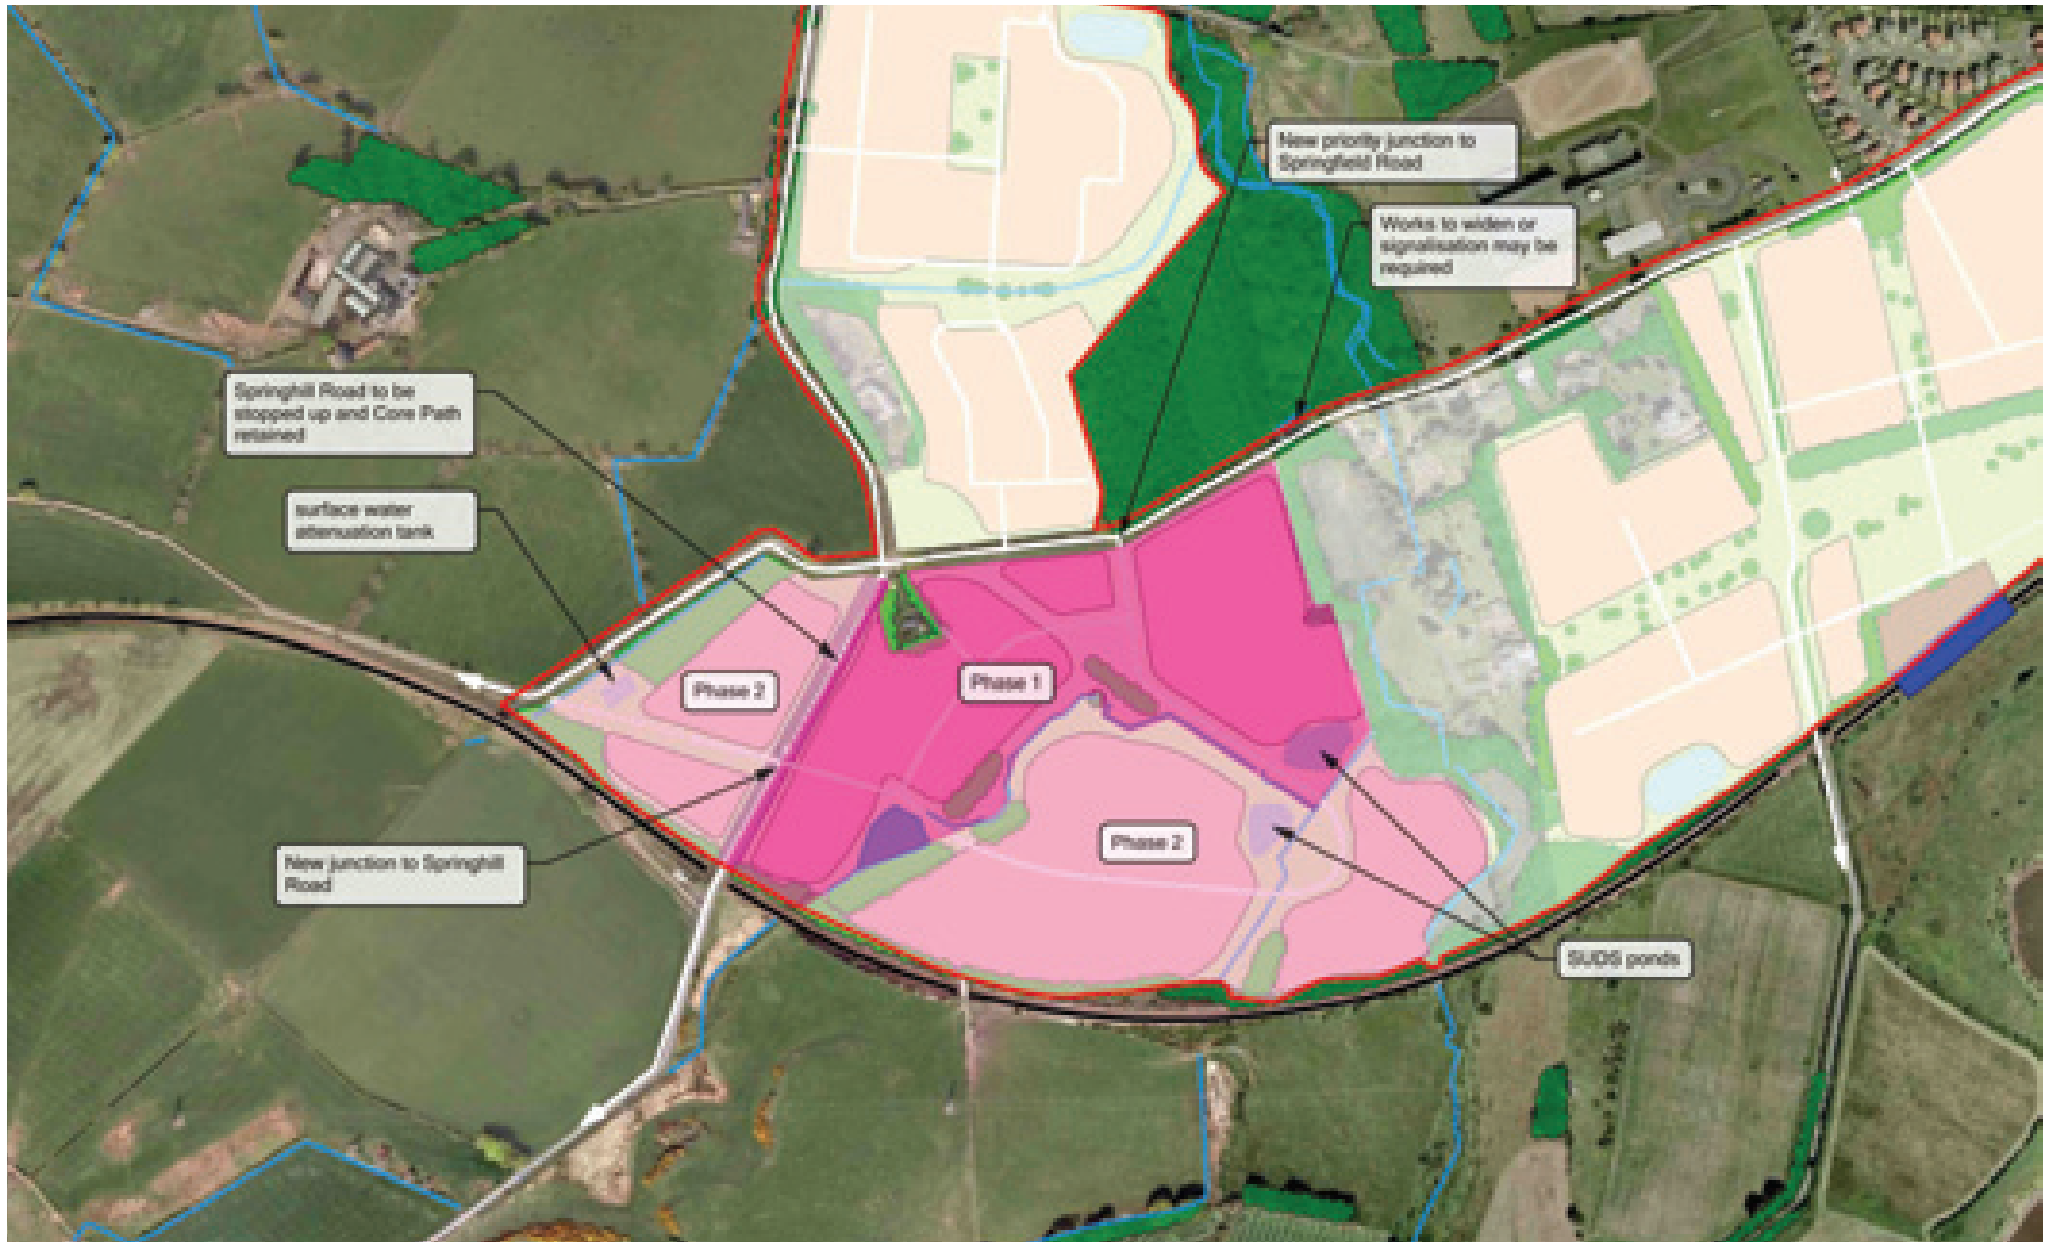 New priority junction to
Springfield Road
Works to widen or
signalisation may be
required
Springhill Road to be
stopped up and Core Path
retained
surface water
attenuation tank
Phase 2
Phase 1
Phase 2
New junction to Springhill
Road
SUDS ponds